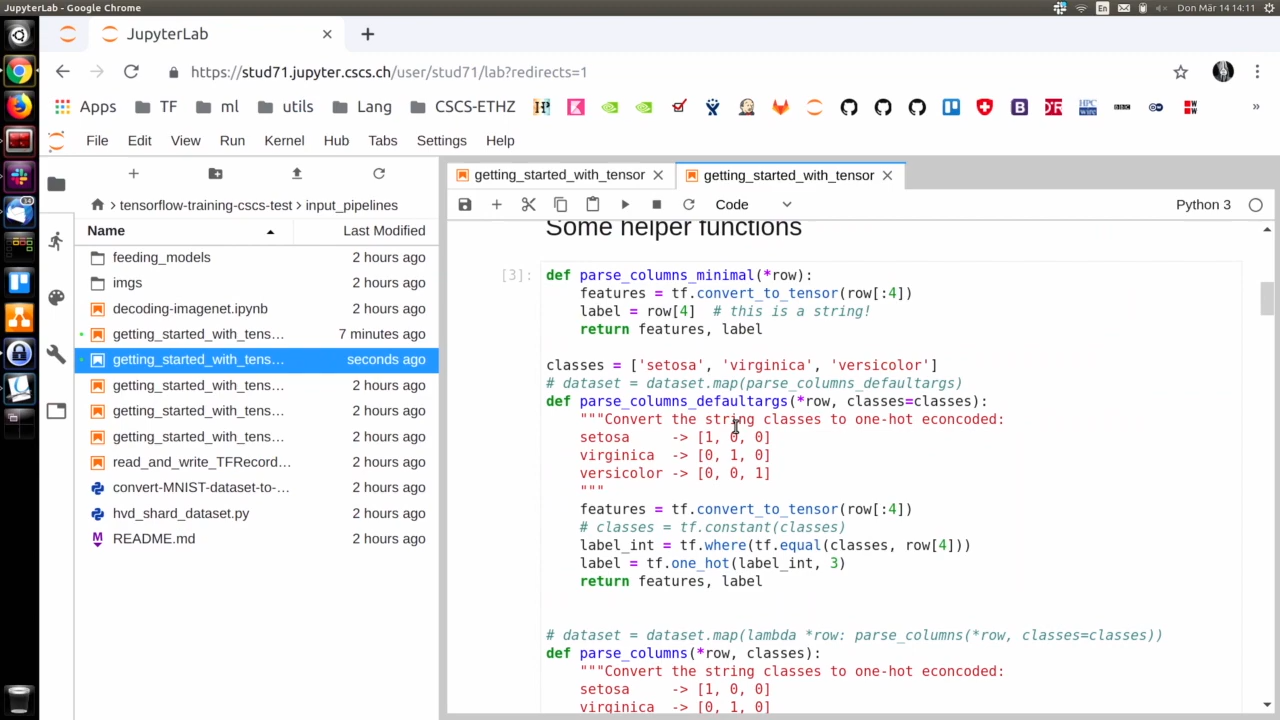 JupyterLab - Google Chrome
En
Don Mär 14 14:11
JupyterLab
https://stud71.jupyter.cscs.ch/user/stud71/lab?redirects=1
Apps TF ml utils Lang CSCS-ETHZ
File Edit View Run Kernel Hub Tabs Settings Help
getting_started_with_tensor
getting_started_with_tensor
Code
Python 3
tensorflow-training-cscs-test / input_pipelines
Name Last Modified
feeding_models 2 hours ago
imgs 2 hours ago
decoding-imagenet.ipynb 2 hours ago
getting_started_with_tens… 7 minutes ago
getting_started_with_tens… seconds ago
getting_started_with_tens… 2 hours ago
getting_started_with_tens… 2 hours ago
getting_started_with_tens… 2 hours ago
read_and_write_TFRecord… 2 hours ago
convert-MNIST-dataset-to-… 2 hours ago
hvd_shard_dataset.py 2 hours ago
README.md 2 hours ago
Some helper functions
[3]:
def parse_columns_minimal(*row):
features = tf.convert_to_tensor(row[:4])
label = row[4]  # this is a string!
return features, label
classes = ['setosa', 'virginica', 'versicolor']
# dataset = dataset.map(parse_columns_defaultargs)
def parse_columns_defaultargs(*row, classes=classes):
"""Convert the string classes to one-hot econcoded:
setosa     -> [1, 0, 0]
virginica  -> [0, 1, 0]
versicolor -> [0, 0, 1]
"""
features = tf.convert_to_tensor(row[:4])
# classes = tf.constant(classes)
label_int = tf.where(tf.equal(classes, row[4]))
label = tf.one_hot(label_int, 3)
return features, label
# dataset = dataset.map(lambda *row: parse_columns(*row, classes=classes))
def parse_columns(*row, classes):
"""Convert the string classes to one-hot econcoded:
setosa     -> [1, 0, 0]
virginica  -> [0, 1, 0]